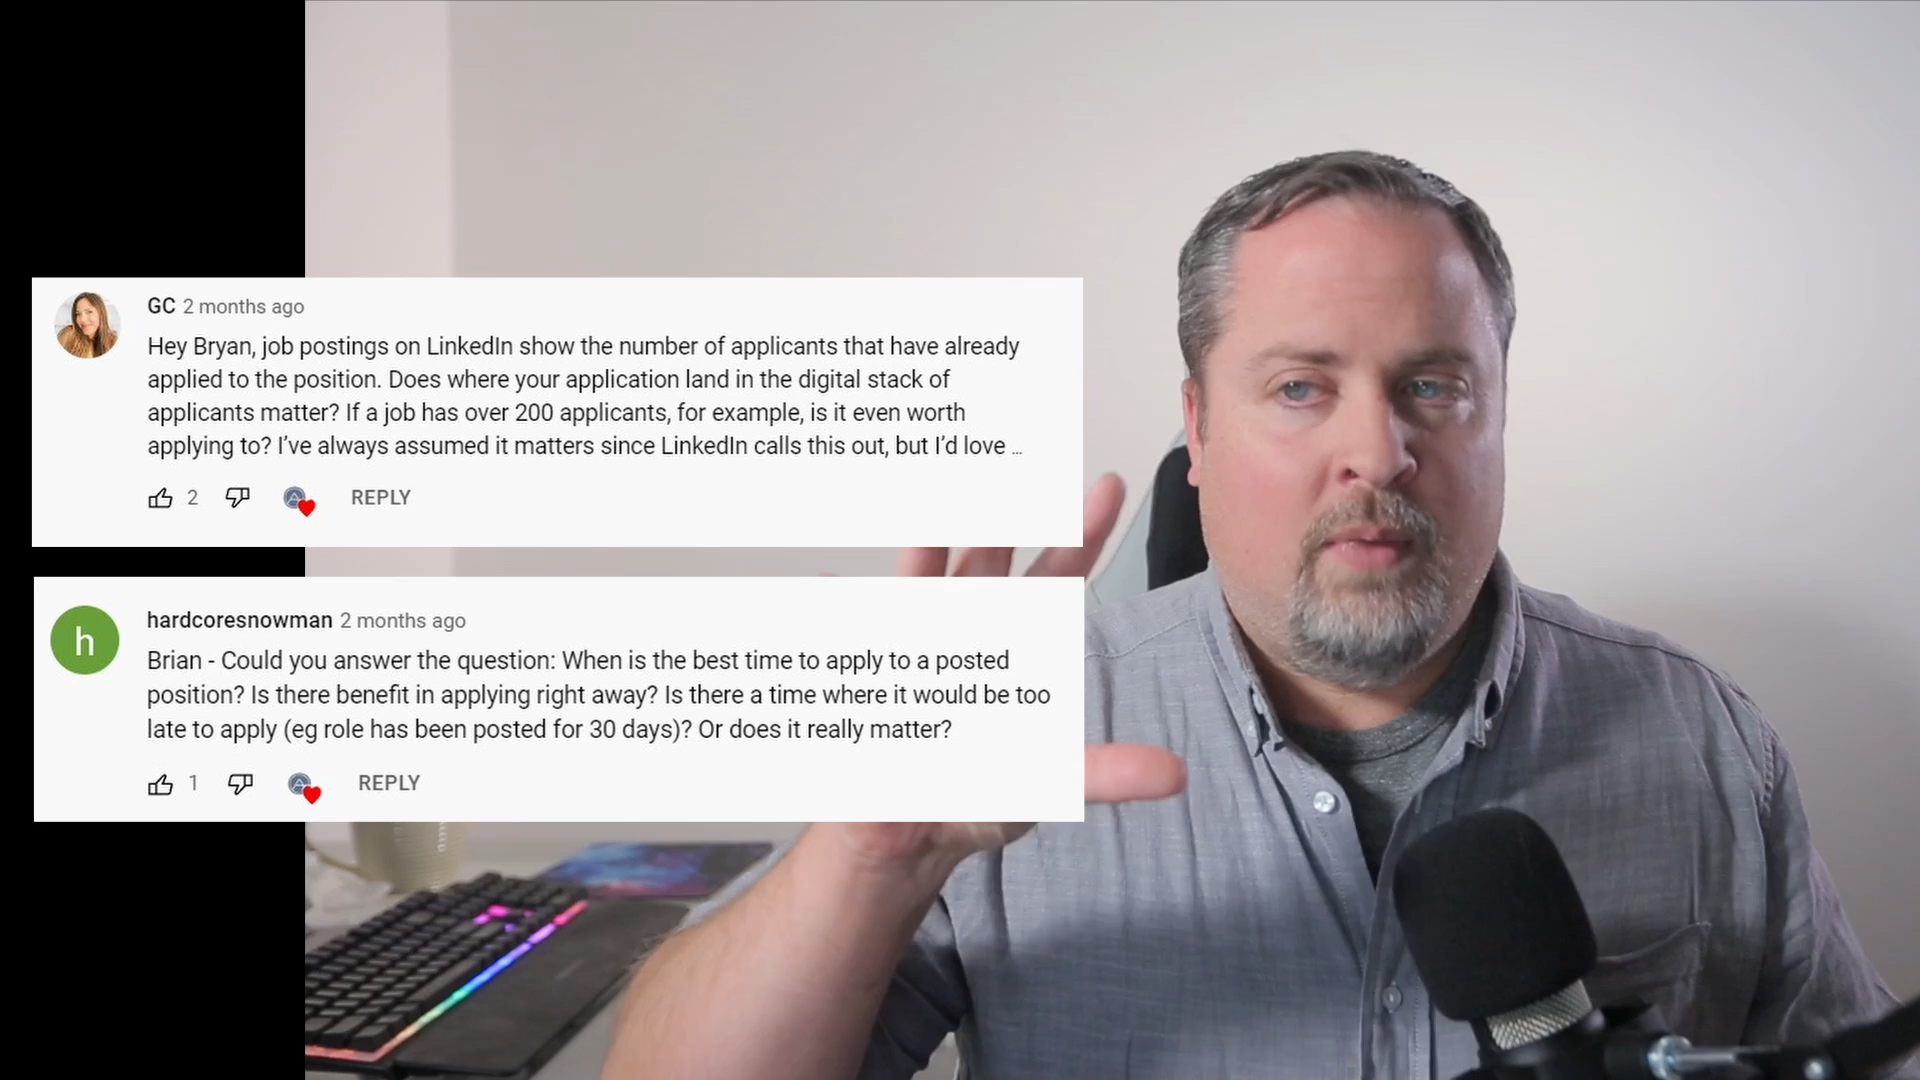 GC 2 months ago
Hey Bryan, job postings on LinkedIn show the number of applicants that have already
applied to the position. Does where your application land in the digital stack of
applicants matter? If a job has over 200 applicants, for example, is it even worth
applying to? I’ve always assumed it matters since LinkedIn calls this out, but I’d love ...
2 REPLY
h
hardcoresnowman 2 months ago
Brian - Could you answer the question: When is the best time to apply to a posted
position? Is there benefit in applying right away? Is there a time where it would be too
late to apply (eg role has been posted for 30 days)? Or does it really matter?
1 REPLY